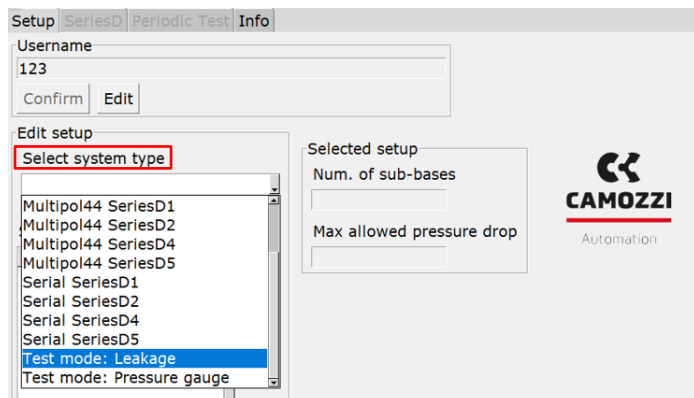 Setup SeriesD Periodic Test Info
Username
123
Confirm Edit
Edit setup
Select system type
Multipol44 SeriesD1
Multipol44 SeriesD2
Multipol44 SeriesD4
Multipol44 SeriesD5
Serial SeriesD1
Serial SeriesD2
Serial SeriesD4
Serial SeriesD5
Test mode: Leakage
Test mode: Pressure gauge
Selected setup
Num. of sub-bases
Max allowed pressure drop
CAMOZZI
Automation